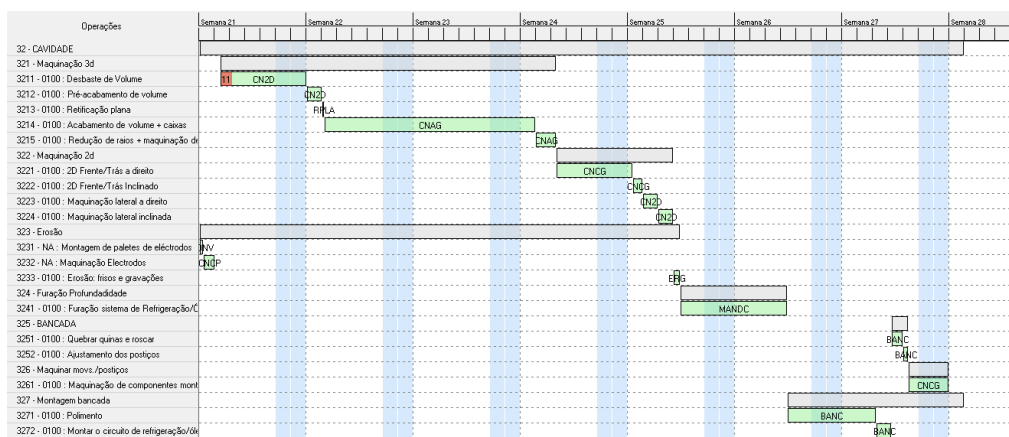 Operações
Semana 21 Semana 22 Semana 23 Semana 24 Semana 25 Semana 26 Semana 27 Semana 28
32 - CAVIDADE
321 - Maquinação 3d
3211 - 0100 : Desbaste de Volume 11 CN2D
3212 - 0100 : Pré-acabamento de volume CN2D
3213 - 0100 : Retificação plana RPLA
3214 - 0100 : Acabamento de volume + caixas CNAG
3215 - 0100 : Redução de raios + maquinação de CNAG
322 - Maquinação 2d
3221 - 0100 : 2D Frente/Trás a direito CNCG
3222 - 0100 : 2D Frente/Trás Inclinado CNCG
3223 - 0100 : Maquinação lateral a direito CN2D
3224 - 0100 : Maquinação lateral inclinada CN2D
323 - Erosão
3231 - NA : Montagem de paletes de eléctrodos
3232 - NA : Maquinação Electrodos CNCP
3233 - 0100 : Erosão: frisos e gravações
324 - Furação Profundadidade
3241 - 0100 : Furação sistema de Refrigeração/Ó MANDC
325 - BANCADA
3251 - 0100 : Quebrar quinas e roscar BANC
3252 - 0100 : Ajustamento dos postiços BANC
326 - Maquinar movs./postiços
3261 - 0100 : Maquinação de componentes mont CNCG
327 - Montagem bancada
3271 - 0100 : Polimento BANC
3272 - 0100 : Montar o circuito de refrigeração/óle BANC